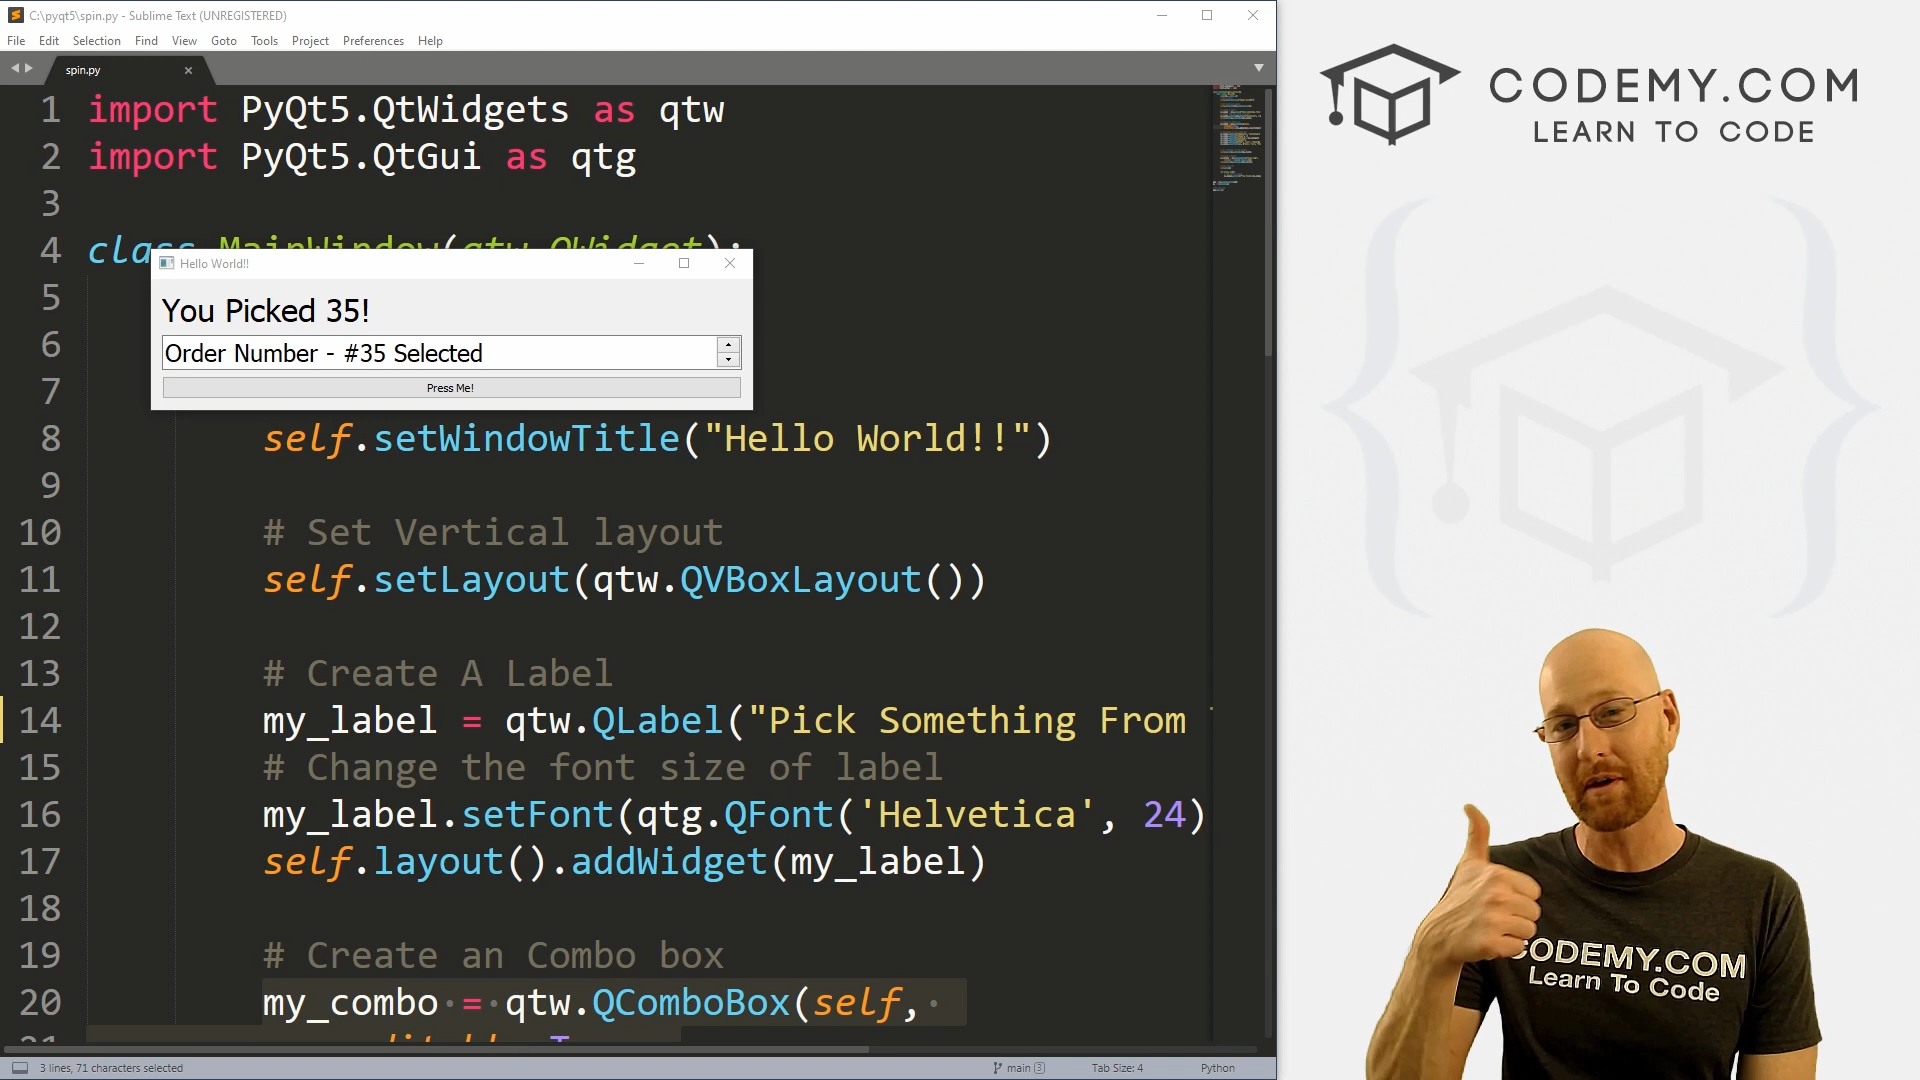 C:\pyqt5\spin.py - Sublime Text (UNREGISTERED)
File Edit Selection Find View Goto Tools Project Preferences Help
spin.py
1 import PyQt5.QtWidgets as qtw
2 import PyQt5.QtGui as qtg
3
4 class MainWindow(qtw.QWidget):
Hello World!!
5
You Picked 35!
6
Order Number - #35 Selected
7
Press Me!
8 self.setWindowTitle("Hello World!!")
9
10 # Set Vertical layout
11 self.setLayout(qtw.QVBoxLayout())
12
13 # Create A Label
14 my_label = qtw.QLabel("Pick Something From
15 # Change the font size of label
16 my_label.setFont(qtg.QFont('Helvetica', 24)
17 self.layout().addWidget(my_label)
18
19 # Create an Combo box
20 my_combo = qtw.QComboBox(self,
3 lines, 71 characters selected
main 3
Tab Size: 4
Python
CODEMY.COM
LEARN TO CODE
CODEMY.COM
Learn To Code